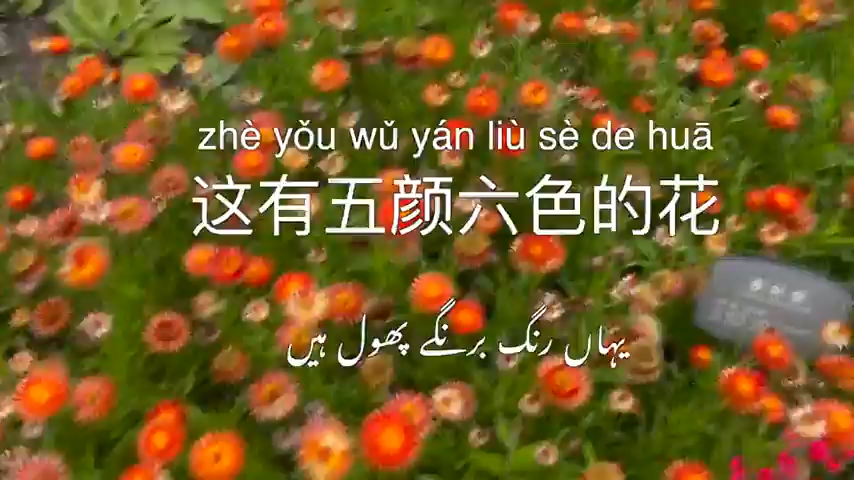 zhè yǒu wǔ yán liù sè de huā
这有五颜六色的花
یہاں رنگ برنگے پھول ہیں